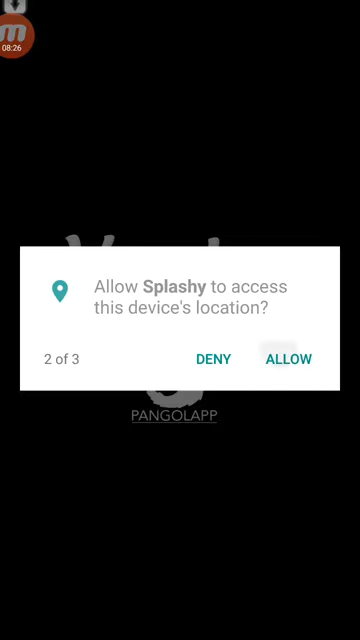 08:26
Allow Splashy to access
this device's location?
2 of 3
DENY
ALLOW
PANGOLAPP